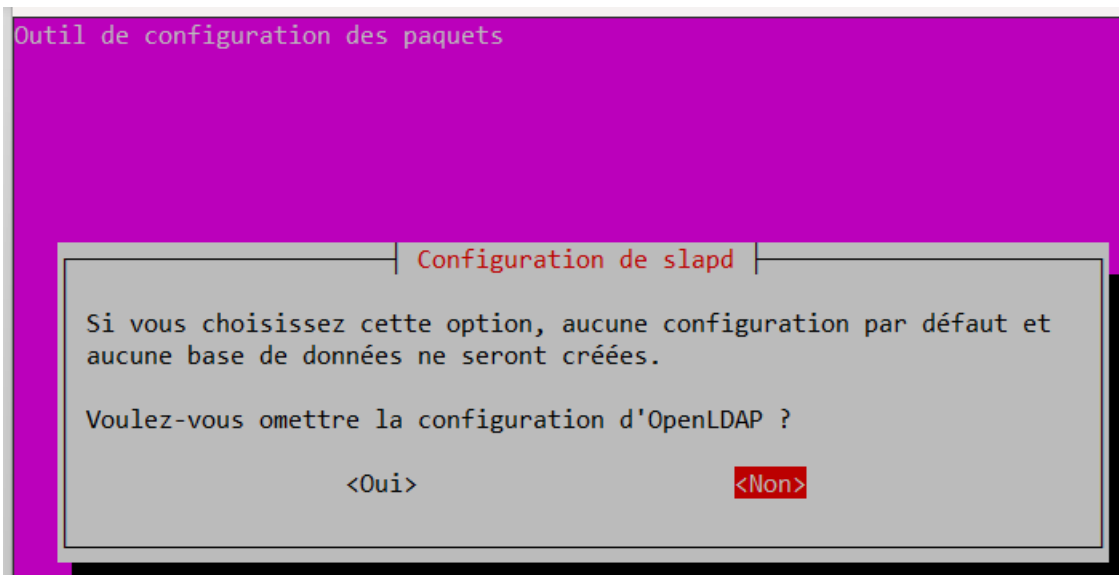 Outil de configuration des paquets
Configuration de slapd
Si vous choisissez cette option, aucune configuration par défaut et
aucune base de données ne seront créées.
Voulez-vous omettre la configuration d'OpenLDAP ?
<Oui> <Non>